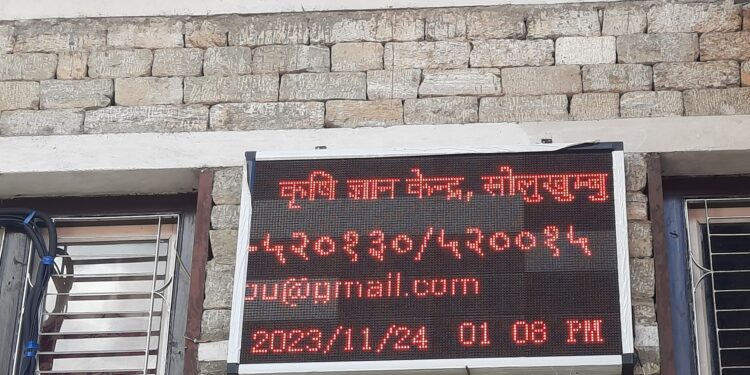 कृषि ज्ञान केन्द्र, सोलुखुम्बु
-५२०१३०/५२००१५
ou@gmail.com
2023/11/24 01 08 PM